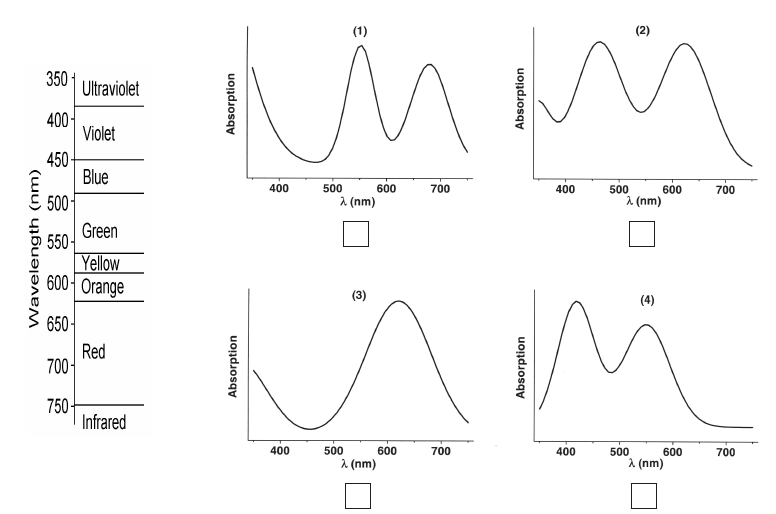 Wavelength (nm)
350
Ultraviolet
400
Violet
450
Blue
500
Green
550
Yellow
600
Orange
650
Red
700
750
Infrared
(1)
Absorption
400 500 600 700
λ (nm)
(2)
Absorption
400 500 600 700
λ (nm)
(3)
Absorption
400 500 600 700
λ (nm)
(4)
Absorption
400 500 600 700
λ (nm)